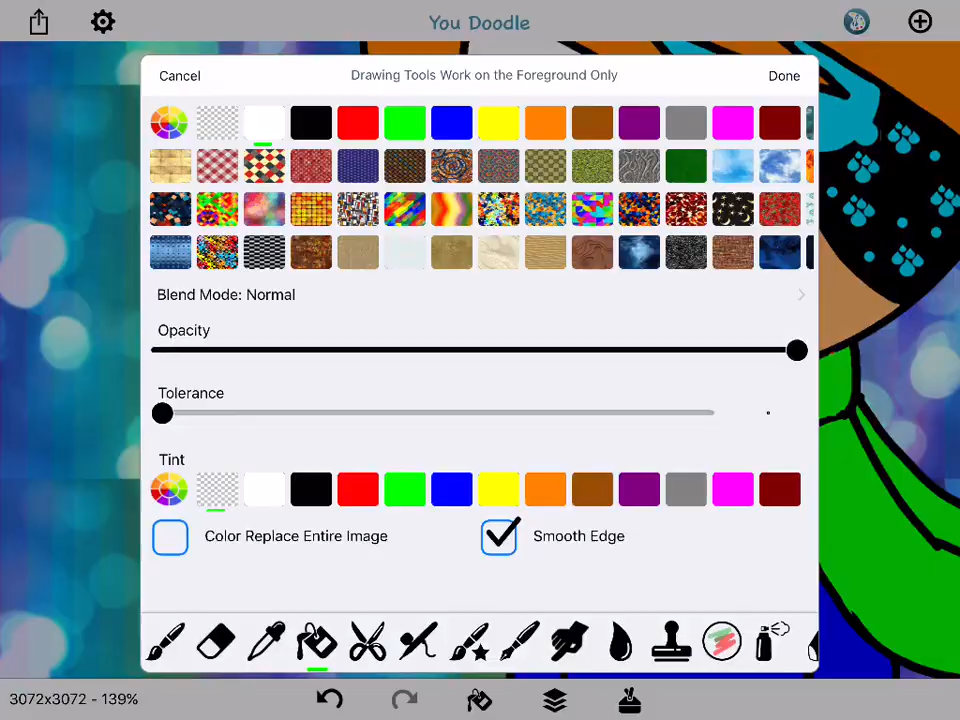 You Doodle
Cancel
Drawing Tools Work on the Foreground Only
Done
Blend Mode: Normal
Opacity
Tolerance
Tint
Color Replace Entire Image
Smooth Edge
3072x3072 - 139%